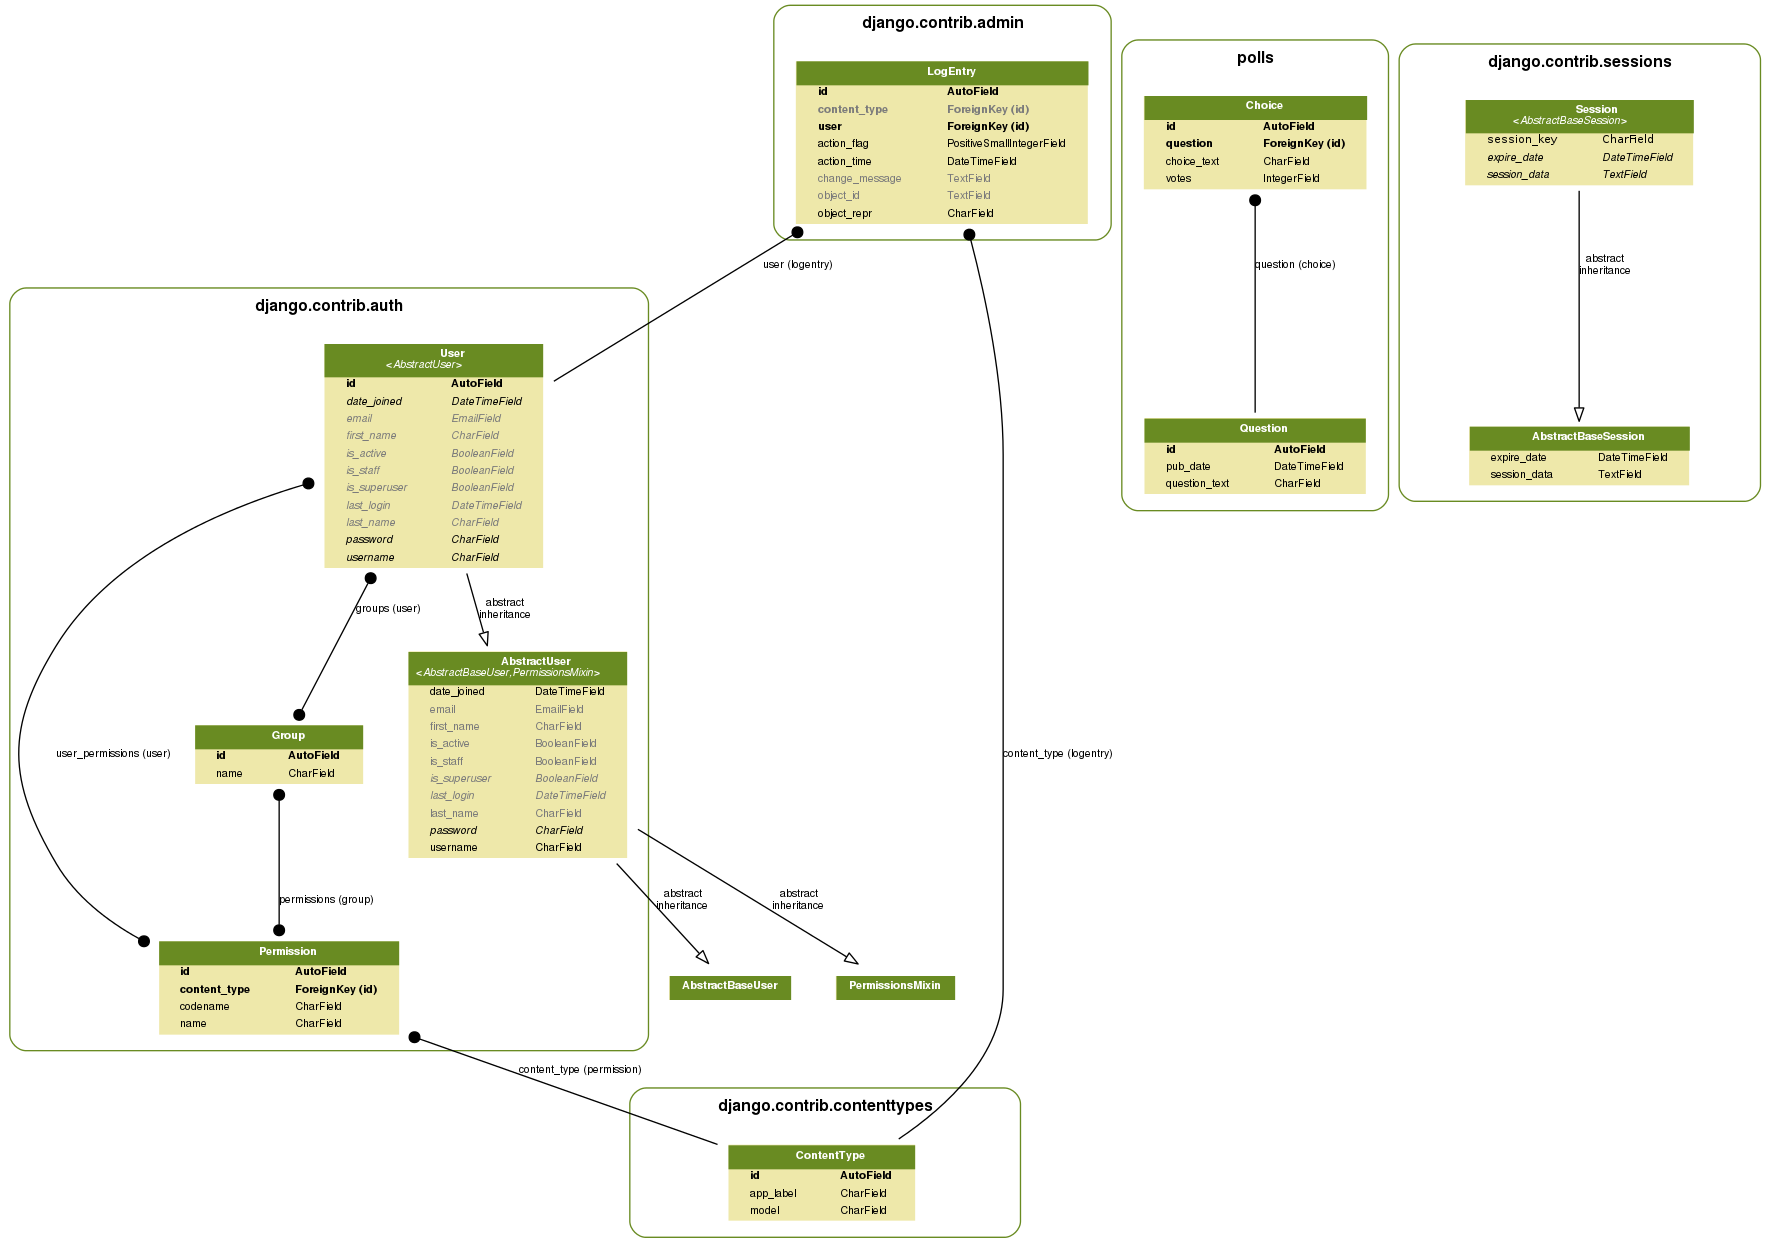 django.contrib.admin
LogEntry
id AutoField
content_type ForeignKey (id)
user ForeignKey (id)
action_flag PositiveSmallIntegerField
action_time DateTimeField
change_message TextField
object_id TextField
object_repr CharField
polls
Choice
id AutoField
question ForeignKey (id)
choice_text CharField
votes IntegerField
question (choice)
Question
id AutoField
pub_date DateTimeField
question_text CharField
django.contrib.sessions
Session
<AbstractBaseSession>
session_key CharField
expire_date DateTimeField
session_data TextField
abstract
inheritance
AbstractBaseSession
expire_date DateTimeField
session_data TextField
user (logentry)
django.contrib.auth
User
<AbstractUser>
id AutoField
date_joined DateTimeField
email EmailField
first_name CharField
is_active BooleanField
is_staff BooleanField
is_superuser BooleanField
last_login DateTimeField
last_name CharField
password CharField
username CharField
groups (user)
abstract
inheritance
AbstractUser
<AbstractBaseUser,PermissionsMixin>
date_joined DateTimeField
email EmailField
first_name CharField
is_active BooleanField
is_staff BooleanField
is_superuser BooleanField
last_login DateTimeField
last_name CharField
password CharField
username CharField
user_permissions (user)
Group
id AutoField
name CharField
content_type (logentry)
permissions (group)
abstract
inheritance
abstract
inheritance
Permission
id AutoField
content_type ForeignKey (id)
codename CharField
name CharField
AbstractBaseUser
PermissionsMixin
content_type (permission)
django.contrib.contenttypes
ContentType
id AutoField
app_label CharField
model CharField